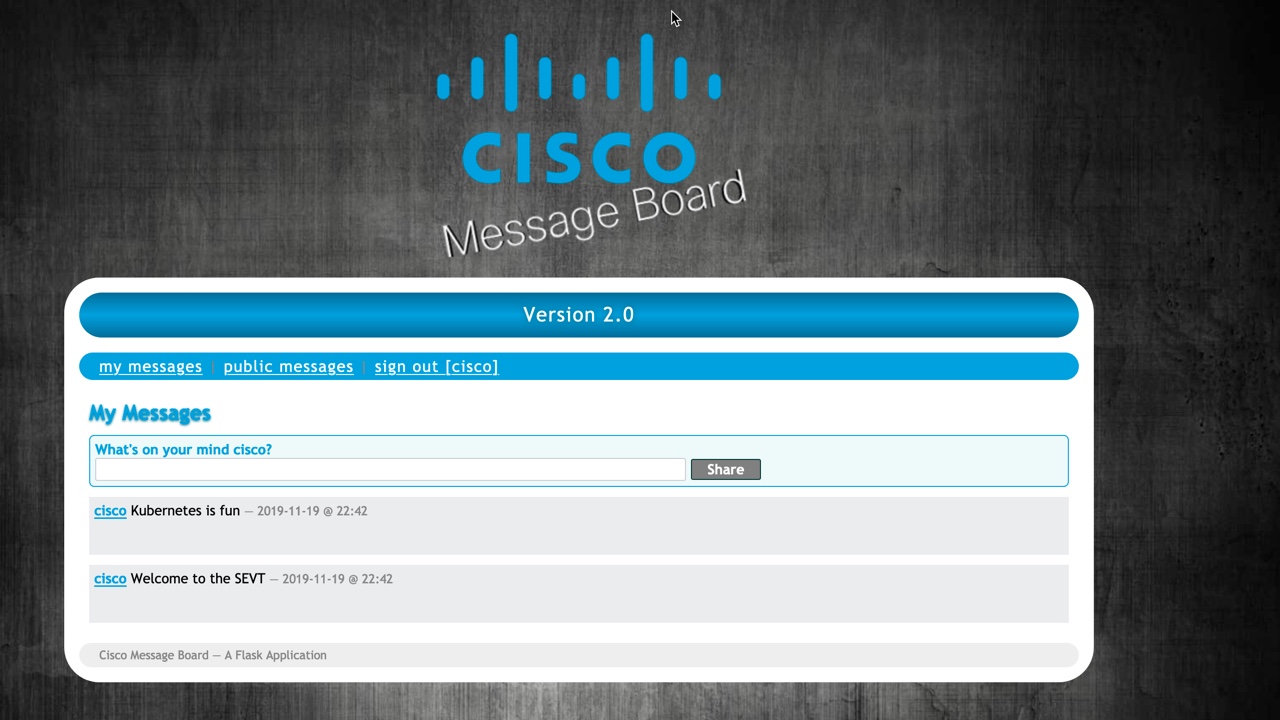 CISCO
Message Board
Version 2.0
my messages | public messages | sign out [cisco]
My Messages
What's on your mind cisco?
Share
cisco Kubernetes is fun — 2019-11-19 @ 22:42
cisco Welcome to the SEVT — 2019-11-19 @ 22:42
Cisco Message Board — A Flask Application